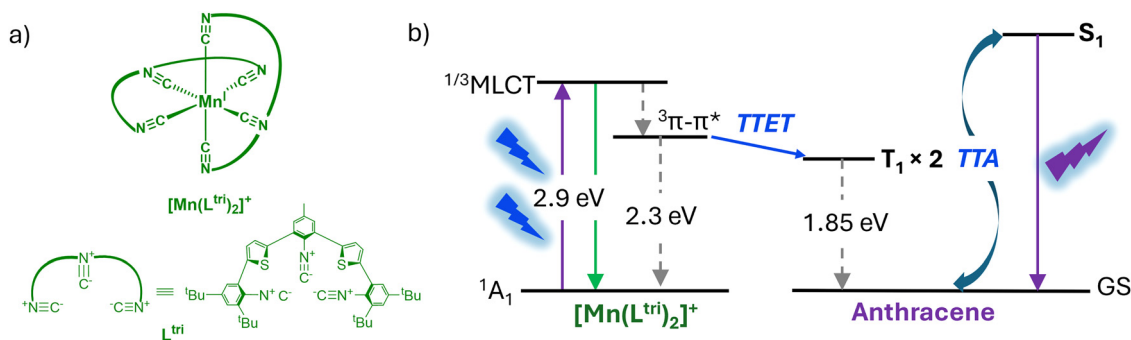 a)
N≡C
N≡C
C≡N
Mn^I
N≡C
C≡N
C≡N
[Mn(L^tri)2]+
N+
≡
C-
+N≡C-
-C≡N+
≡
L^tri
S
N+
C-
S
tBu
N+ C-
-C≡N+
tBu
tBu
tBu
b)
S1
1/3MLCT
3π-π*
TTET
T1 × 2
TTA
2.9 eV
2.3 eV
1.85 eV
1A1
GS
[Mn(L^tri)2]+
Anthracene